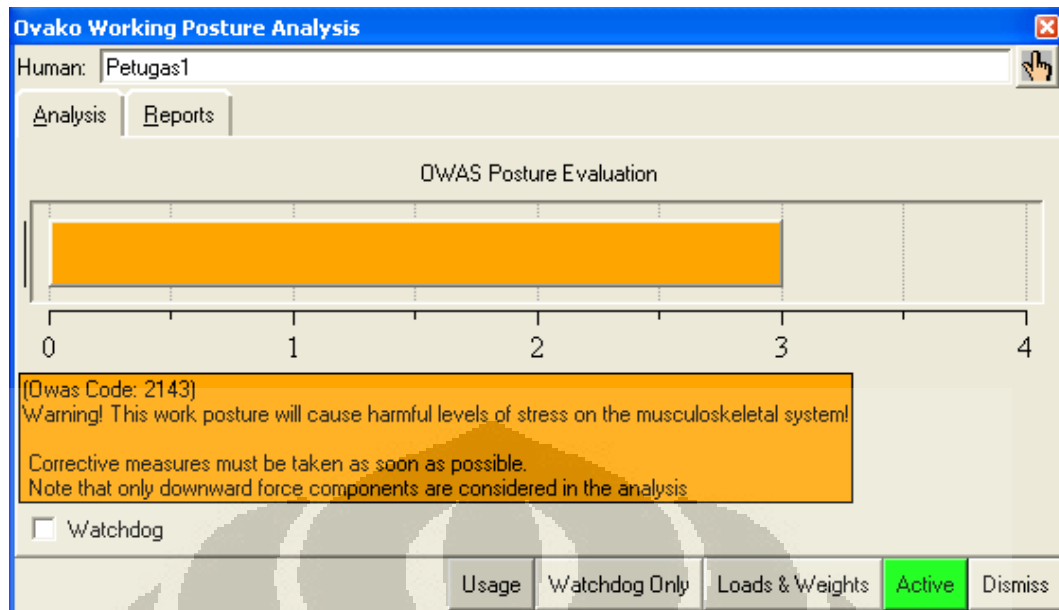 Ovako Working Posture Analysis
Human: Petugas1
Analysis Reports
OWAS Posture Evaluation
0 1 2 3 4
(Owas Code: 2143)
Warning! This work posture will cause harmful levels of stress on the musculoskeletal system!
Corrective measures must be taken as soon as possible.
Note that only downward force components are considered in the analysis
Watchdog
Usage Watchdog Only Loads & Weights Active Dismiss